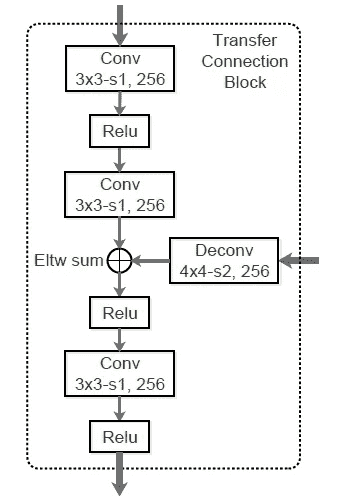 Transfer
Connection
Block
Conv
3x3-s1, 256
Relu
Conv
3x3-s1, 256
Eltw sum
Deconv
4x4-s2, 256
Relu
Conv
3x3-s1, 256
Relu